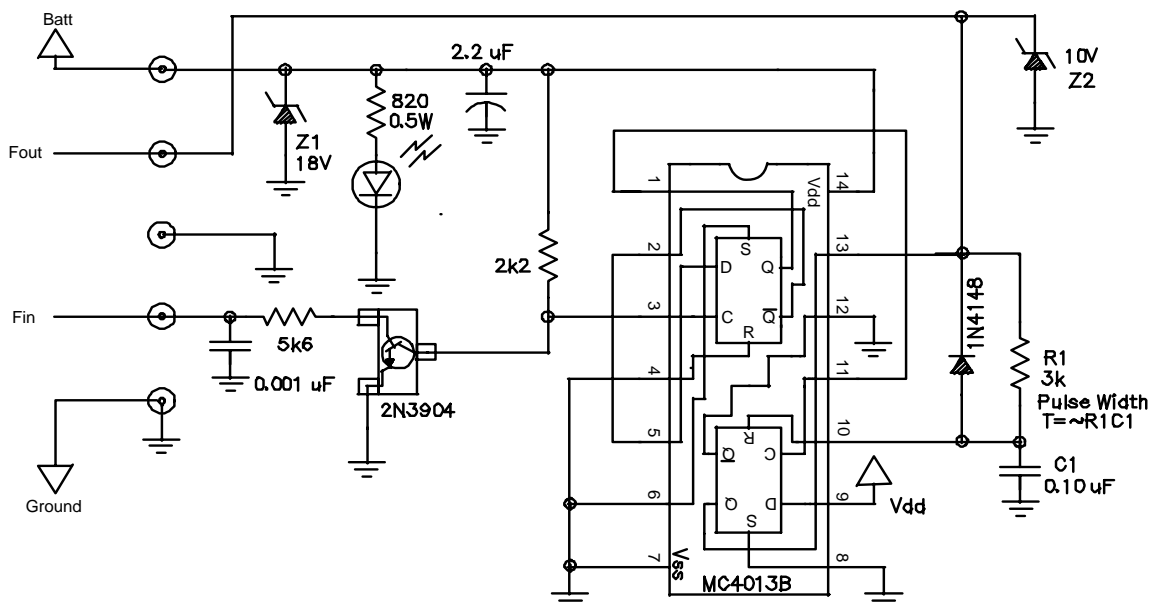 Batt
2.2 uF
10V
Z2
820
0.5W
Fout
Z1
18V
1
14
Vdd
2
13
S
D
Q
2k2
1N4148
3
12
C
Q
Fin
R
5k6
R1
3k
4
11
0.001 uF
2N3904
Pulse Width
T=~R1C1
5
10
R
Q
C
C1
0.10 uF
Ground
6
9
Q
D
Vdd
S
7
8
Vss
MC4013B